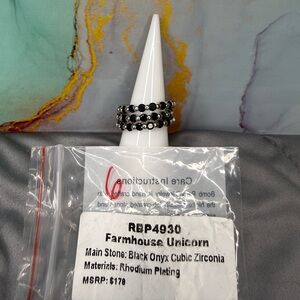 6
Care Instructions
RBP4930
Farmhouse Unicorn
Main Stone: Black Onyx Cubic Zirconia
Materials: Rhodium Plating
MSRP: $178